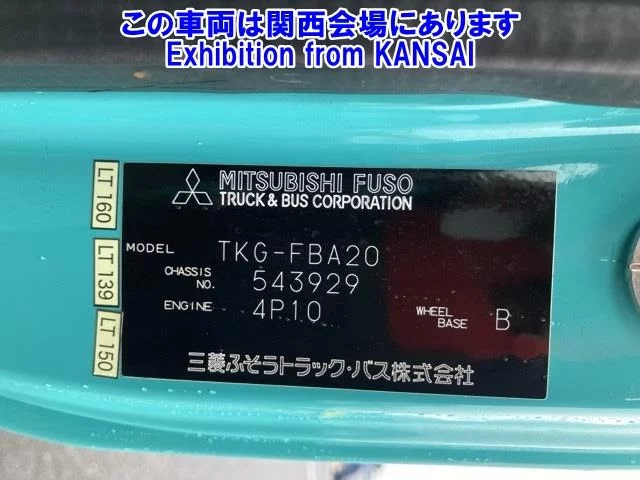 この車両は関西会場にあります
Exhibition from KANSAI
MITSUBISHI FUSO
TRUCK & BUS CORPORATION
LT 160
LT 139
LT 150
MODEL TKG-FBA20
CHASSIS NO. 543929
ENGINE 4P10
WHEEL BASE B
三菱ふそうトラック・バス株式会社